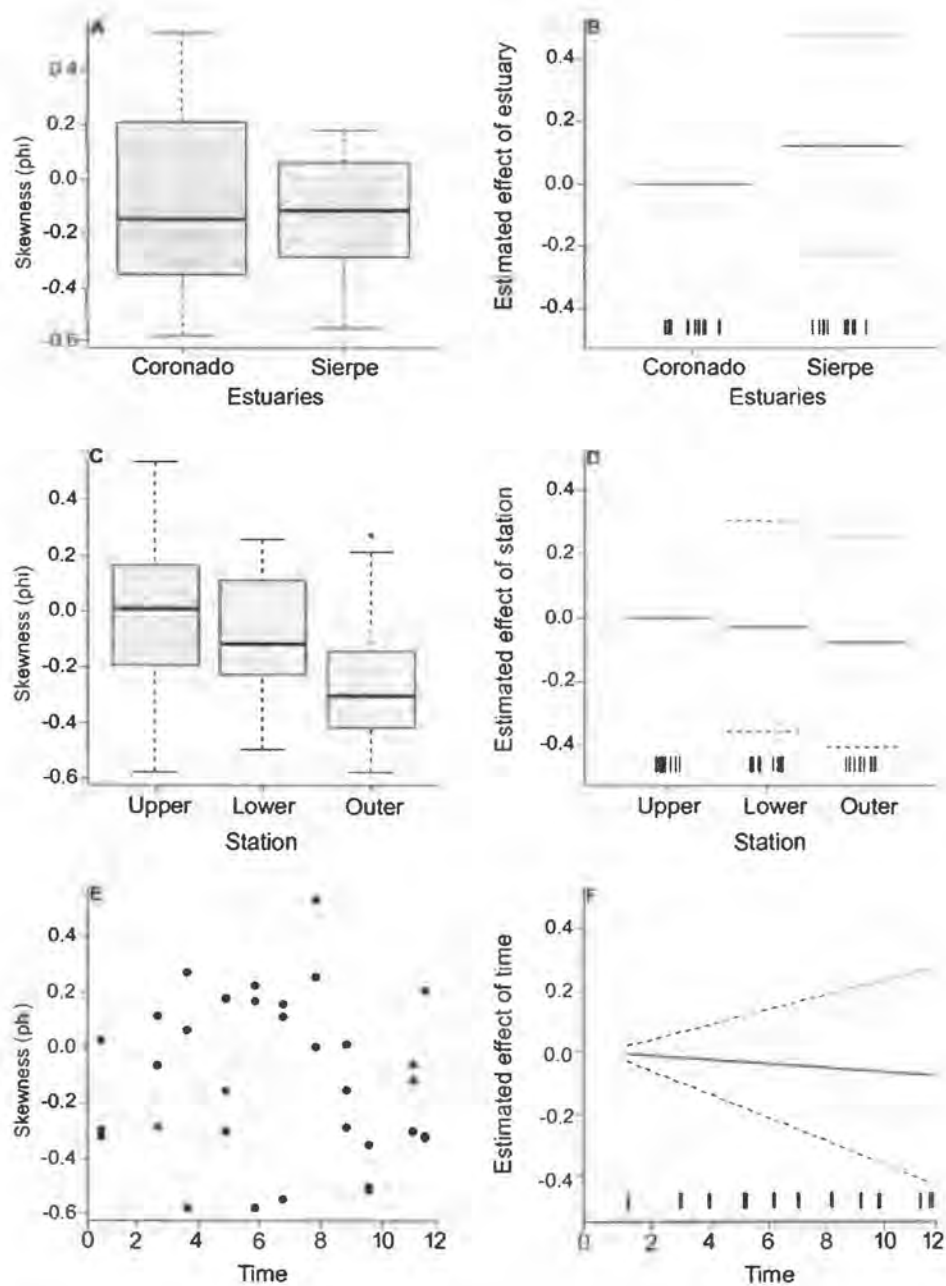 A
Skewness (phi)
0.4
0.2
0.0
-0.2
-0.4
-0.6
Coronado Sierpe
Estuaries
B
Estimated effect of estuary
0.4
0.2
0.0
-0.2
-0.4
Coronado Sierpe
Estuaries
C
Skewness (phi)
0.4
0.2
0.0
-0.2
-0.4
-0.6
Upper Lower Outer
Station
D
Estimated effect of station
0.4
0.2
0.0
-0.2
-0.4
Upper Lower Outer
Station
E
Skewness (phi)
0.4
0.2
0.0
-0.2
-0.4
-0.6
0 2 4 6 8 10 12
Time
F
Estimated effect of time
0.4
0.2
0.0
-0.2
-0.4
0 2 4 6 8 10 12
Time